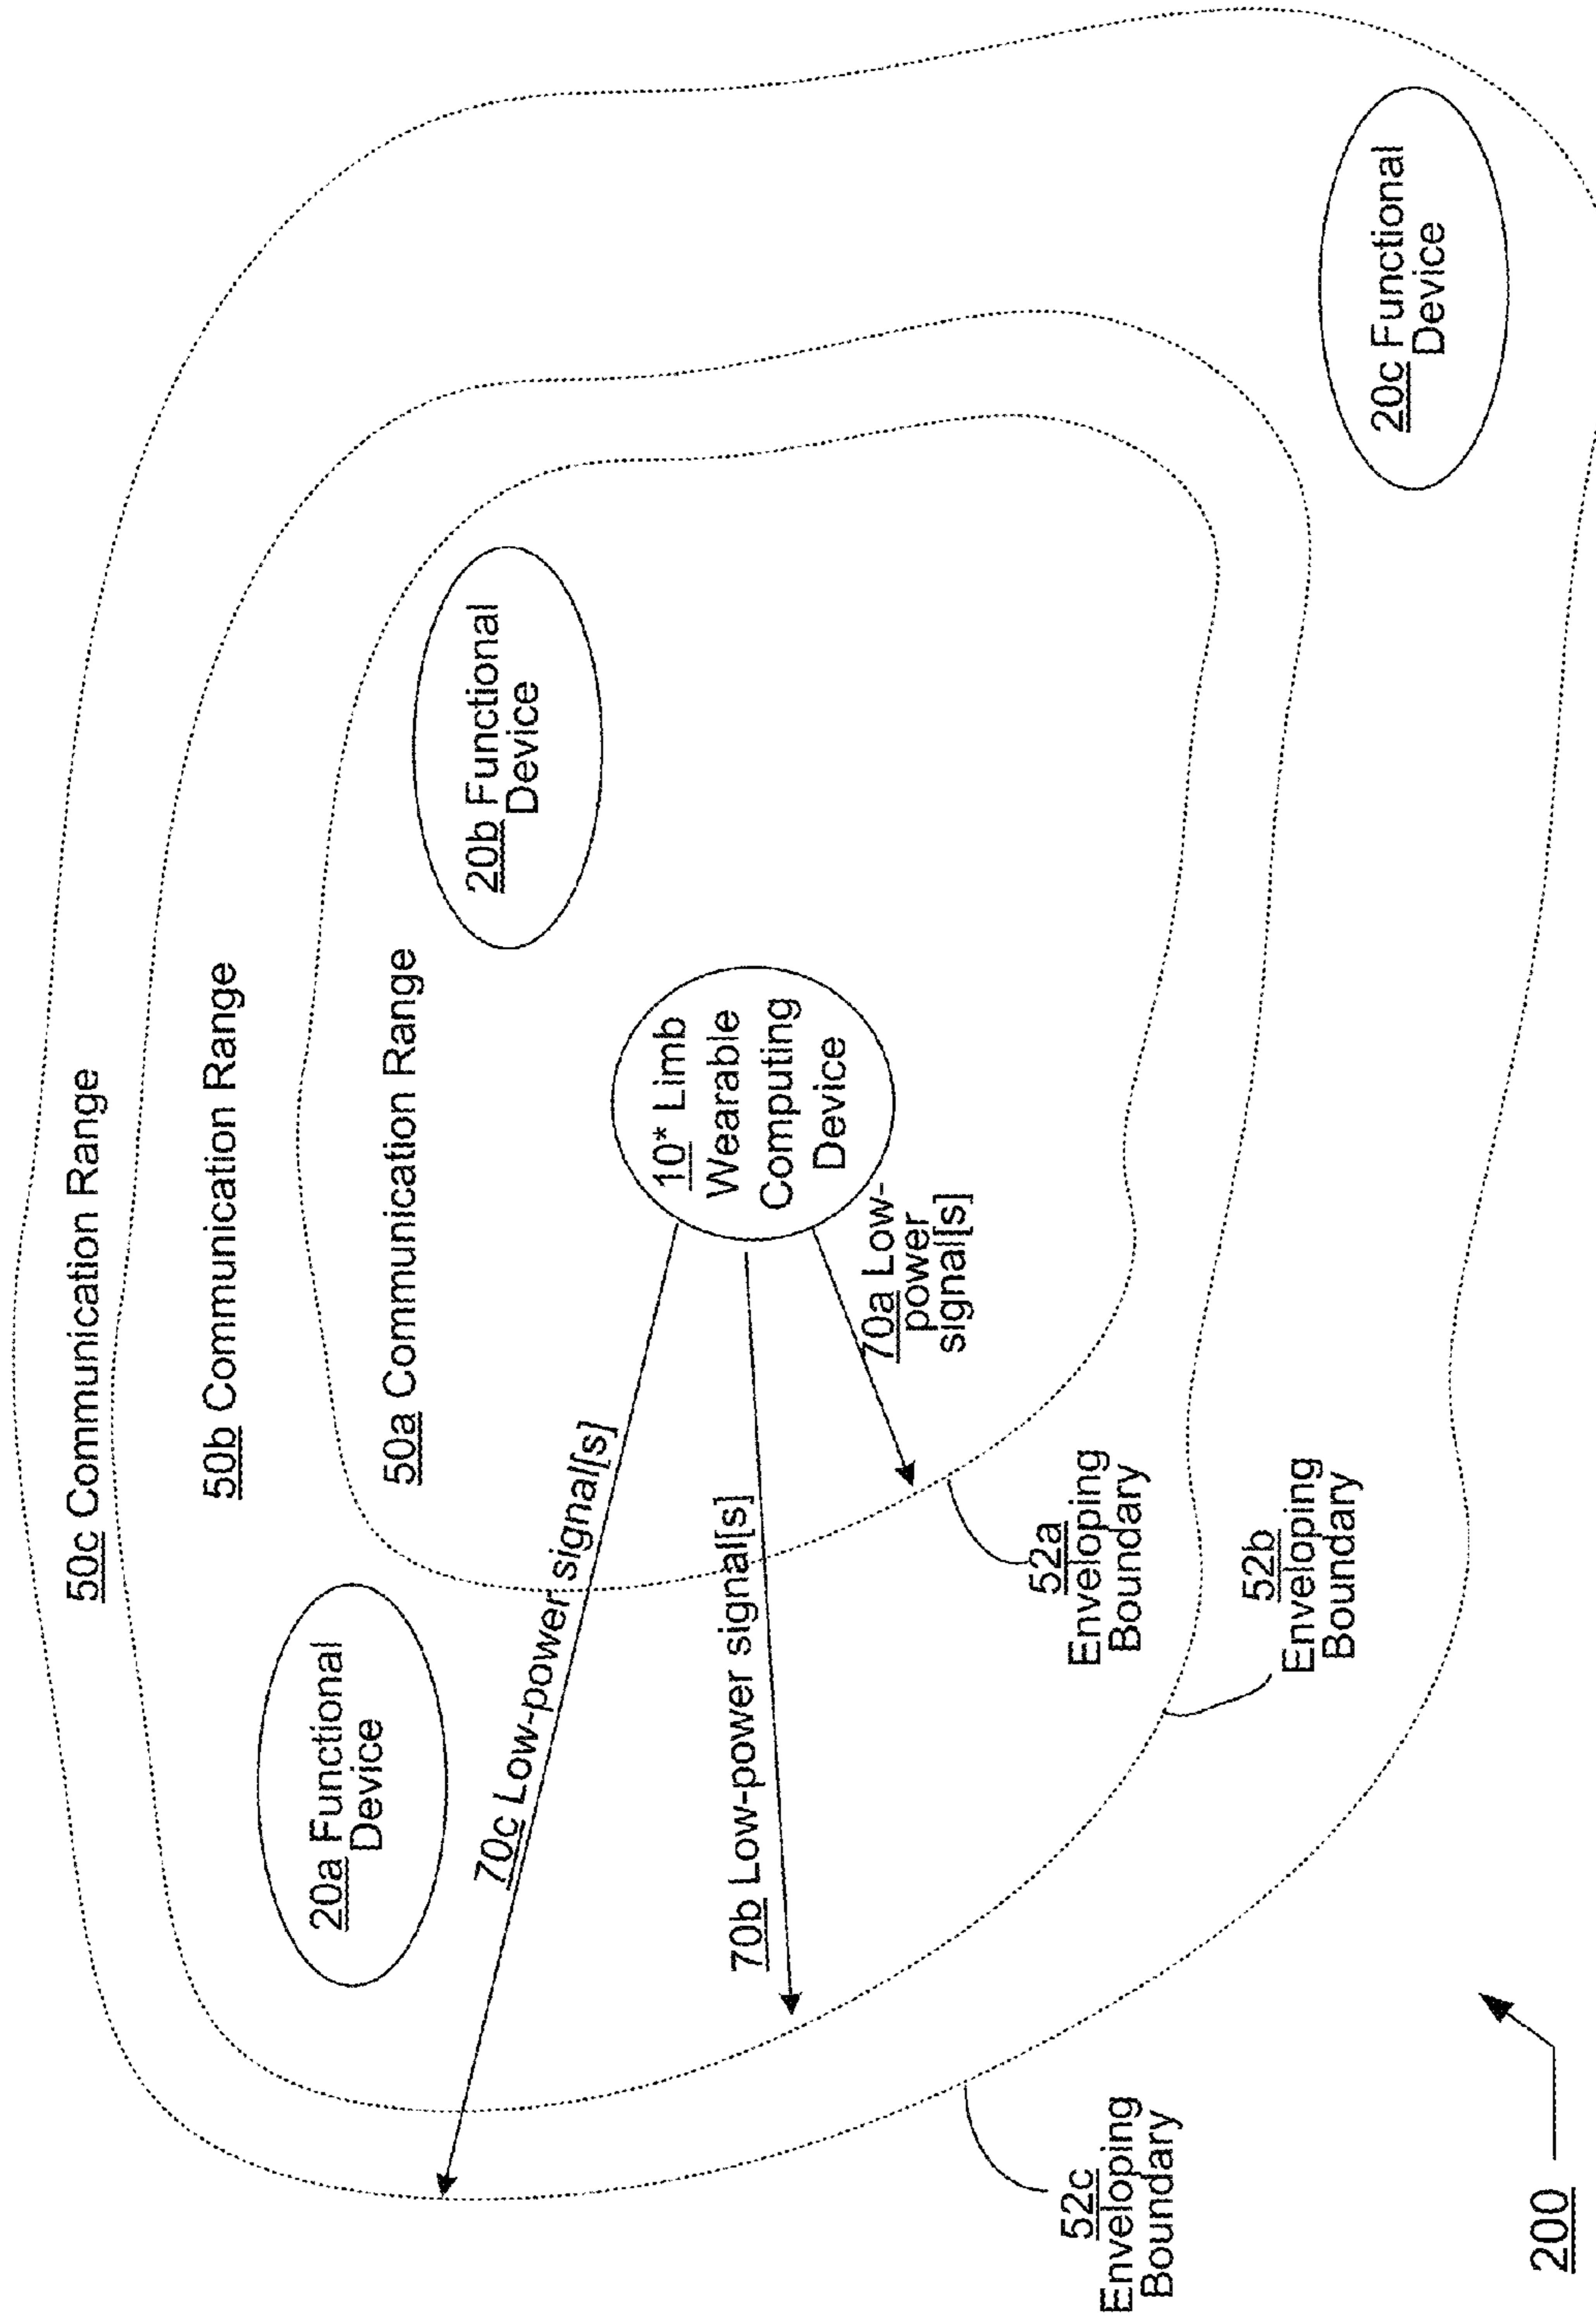 50c Communication Range
50b Communication Range
50a Communication Range
20a Functional
Device
20b Functional
Device
10* Limb
Wearable
Computing
Device
70c Low-power signal[s]
70b Low-power signal[s]
70a Low-
power
signal[s]
52a
Enveloping
Boundary
52b
Enveloping
Boundary
52c
Enveloping
Boundary
20c Functional
Device
200